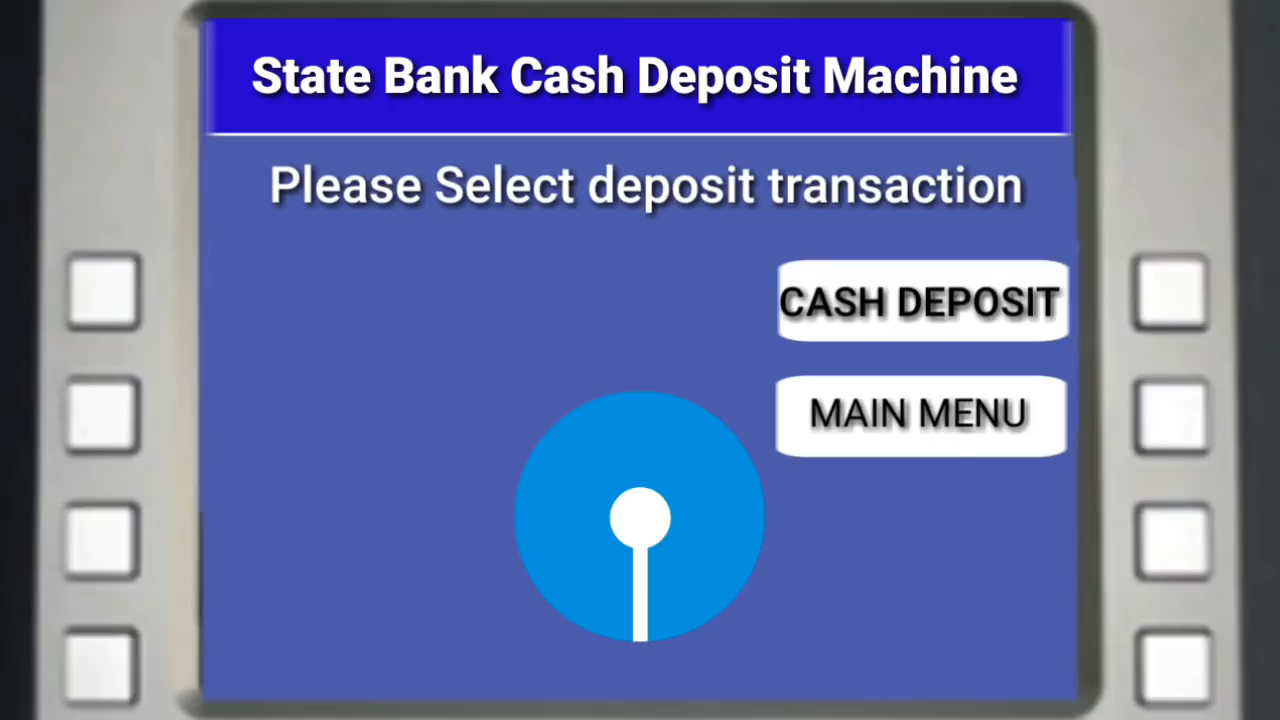 State Bank Cash Deposit Machine
Please Select deposit transaction
CASH DEPOSIT
MAIN MENU